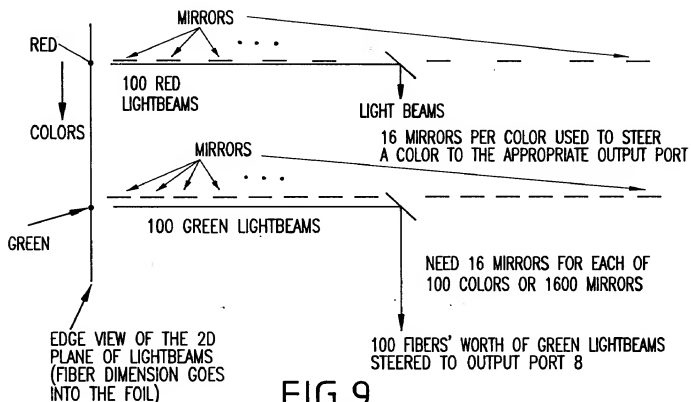 MIRRORS
RED
100 RED
LIGHTBEAMS
COLORS
LIGHT BEAMS
16 MIRRORS PER COLOR USED TO STEER
A COLOR TO THE APPROPRIATE OUTPUT PORT
MIRRORS
GREEN
100 GREEN LIGHTBEAMS
NEED 16 MIRRORS FOR EACH OF
100 COLORS OR 1600 MIRRORS
EDGE VIEW OF THE 2D
PLANE OF LIGHTBEAMS
(FIBER DIMENSION GOES
INTO THE FOIL)
100 FIBERS' WORTH OF GREEN LIGHTBEAMS
STEERED TO OUTPUT PORT 8
FIG. 9